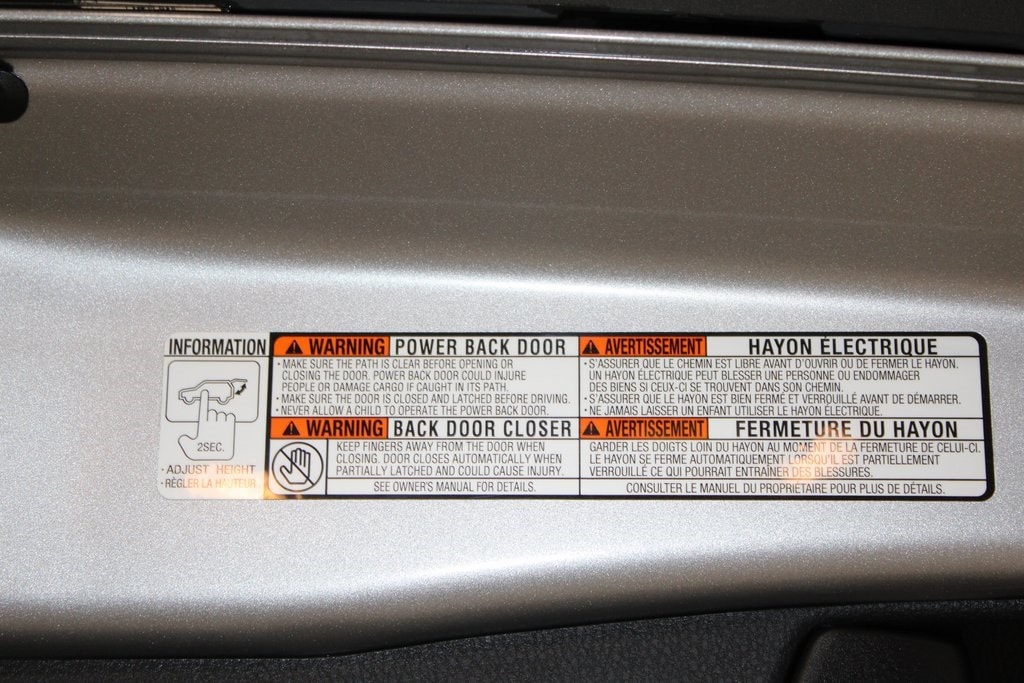 INFORMATION
2SEC.
· ADJUST HEIGHT
· RÉGLER LA HAUTEUR
WARNING POWER BACK DOOR
· MAKE SURE THE PATH IS CLEAR BEFORE OPENING OR
CLOSING THE DOOR. POWER BACK DOOR COULD INJURE
PEOPLE OR DAMAGE CARGO IF CAUGHT IN ITS PATH.
· MAKE SURE THE DOOR IS CLOSED AND LATCHED BEFORE DRIVING.
· NEVER ALLOW A CHILD TO OPERATE THE POWER BACK DOOR.
WARNING BACK DOOR CLOSER
KEEP FINGERS AWAY FROM THE DOOR WHEN
CLOSING. DOOR CLOSES AUTOMATICALLY WHEN
PARTIALLY LATCHED AND COULD CAUSE INJURY.
SEE OWNER'S MANUAL FOR DETAILS.
AVERTISSEMENT HAYON ÉLECTRIQUE
· S'ASSURER QUE LE CHEMIN EST LIBRE AVANT D'OUVRIR OU DE FERMER LE HAYON.
UN HAYON ÉLECTRIQUE PEUT BLESSER UNE PERSONNE OU ENDOMMAGER
DES BIENS SI CEUX-CI SE TROUVENT DANS SON CHEMIN.
· S'ASSURER QUE LE HAYON EST BIEN FERMÉ ET VERROUILLÉ AVANT DE DÉMARRER.
· NE JAMAIS LAISSER UN ENFANT UTILISER LE HAYON ÉLECTRIQUE.
AVERTISSEMENT FERMETURE DU HAYON
GARDER LES DOIGTS LOIN DU HAYON AU MOMENT DE LA FERMETURE DE CELUI-CI.
LE HAYON SE FERME AUTOMATIQUEMENT LORSQU'IL EST PARTIELLEMENT
VERROUILLÉ CE QUI POURRAIT ENTRAÎNER DES BLESSURES.
CONSULTER LE MANUEL DU PROPRIÉTAIRE POUR PLUS DE DÉTAILS.